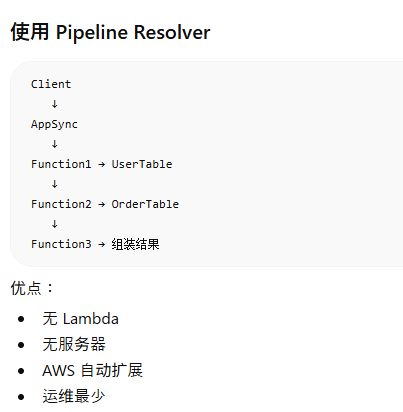 使用 Pipeline Resolver
Client
↓
AppSync
↓
Function1 → UserTable
↓
Function2 → OrderTable
↓
Function3 → 组装结果
优点：
• 无 Lambda
• 无服务器
• AWS 自动扩展
• 运维最少